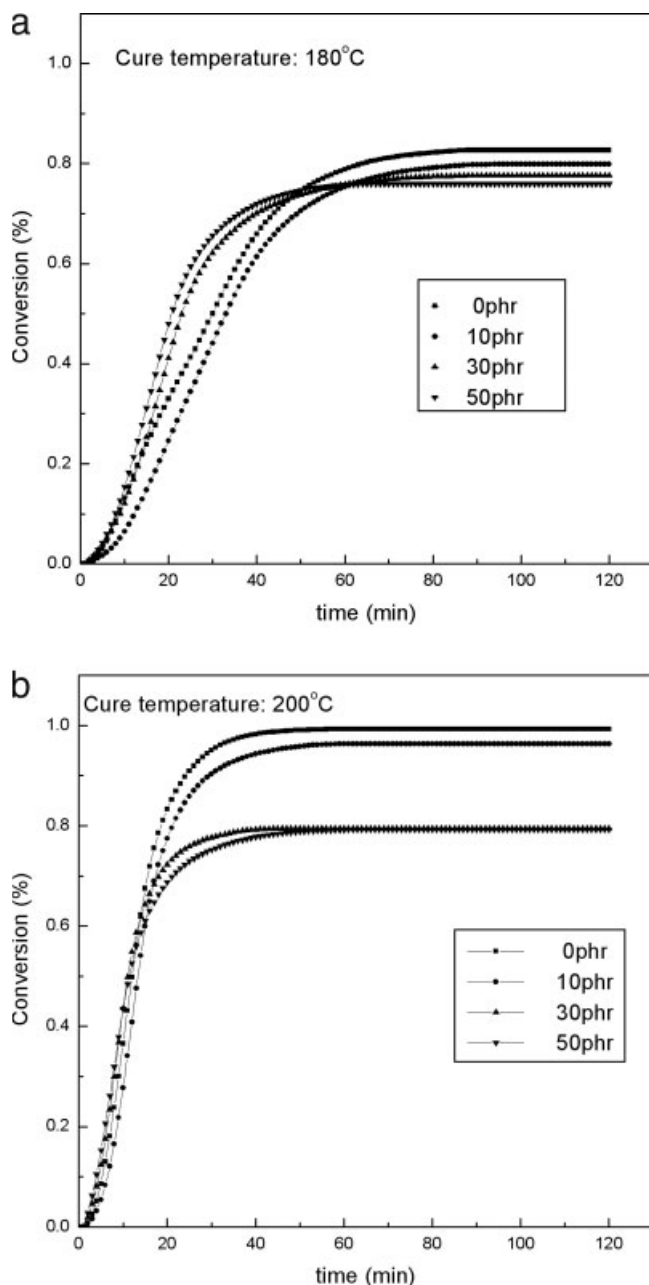 a
Cure temperature: 180°C
1.0
0.8
0.6
0.4
0.2
0.0
Conversion (%)
0phr
10phr
30phr
50phr
0 20 40 60 80 100 120
time (min)
b
Cure temperature: 200°C
1.0
0.8
0.6
0.4
0.2
0.0
Conversion (%)
0phr
10phr
30phr
50phr
0 20 40 60 80 100 120
time (min)